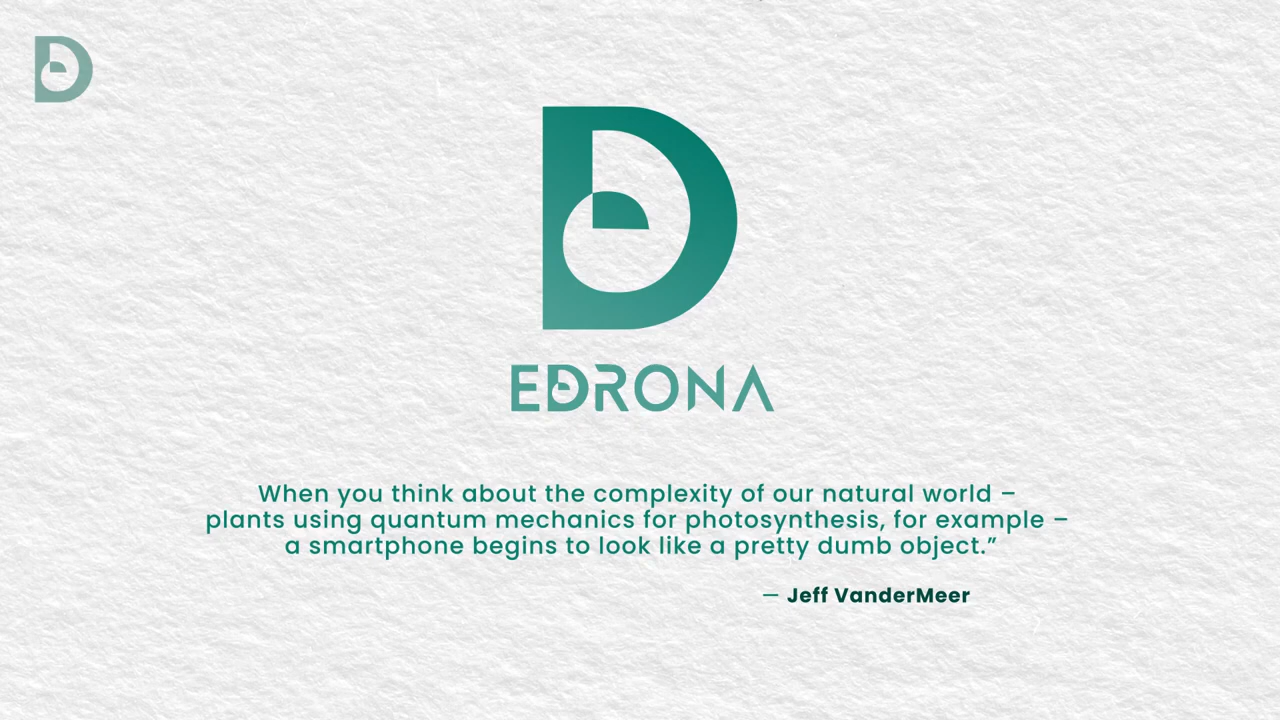 EDRONA
When you think about the complexity of our natural world –
plants using quantum mechanics for photosynthesis, for example –
a smartphone begins to look like a pretty dumb object.”
— Jeff VanderMeer